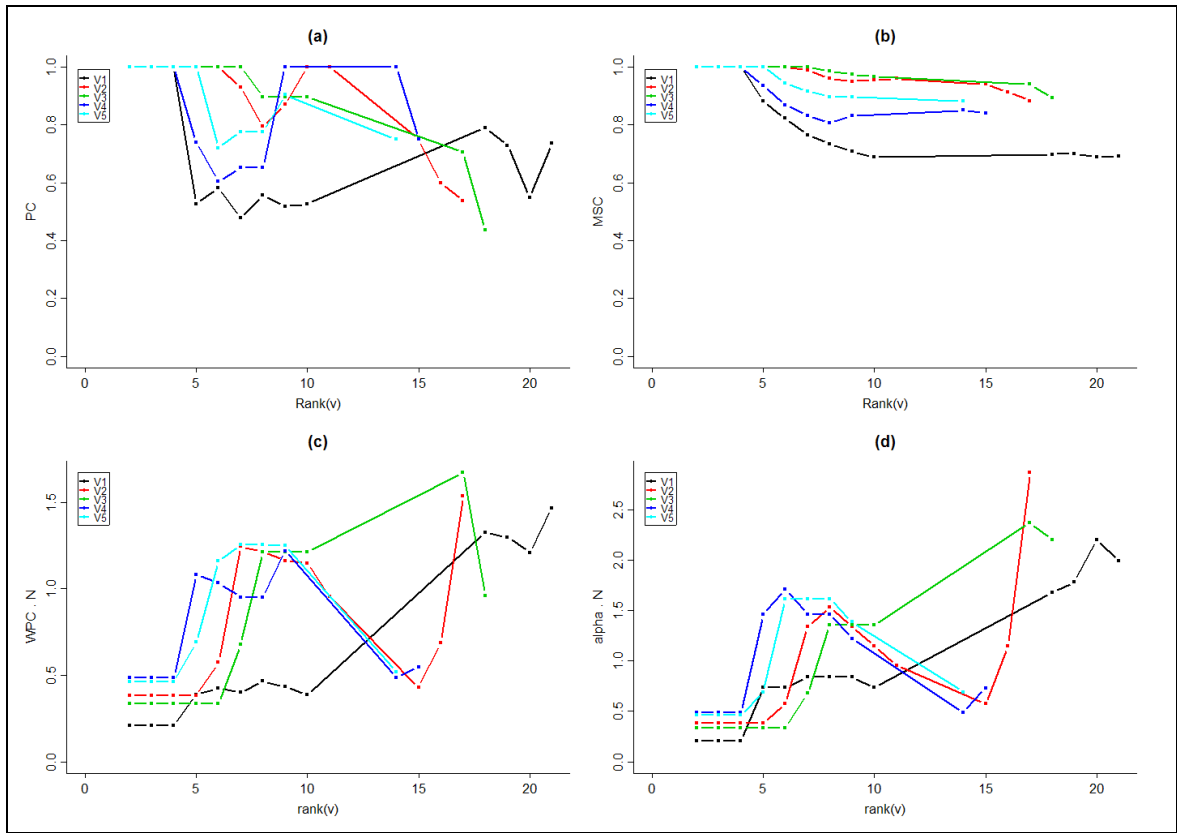 (a)
PC
1.0
0.8
0.6
0.4
0.2
0.0
V1
V2
V3
V4
V5
0 5 10 15 20
Rank(v)
(b)
MSC
1.0
0.8
0.6
0.4
0.2
0.0
V1
V2
V3
V4
V5
0 5 10 15 20
Rank(v)
(c)
WPC . N
1.5
1.0
0.5
0.0
V1
V2
V3
V4
V5
0 5 10 15 20
rank(v)
(d)
alpha . N
2.5
2.0
1.5
1.0
0.5
0.0
V1
V2
V3
V4
V5
0 5 10 15 20
rank(v)